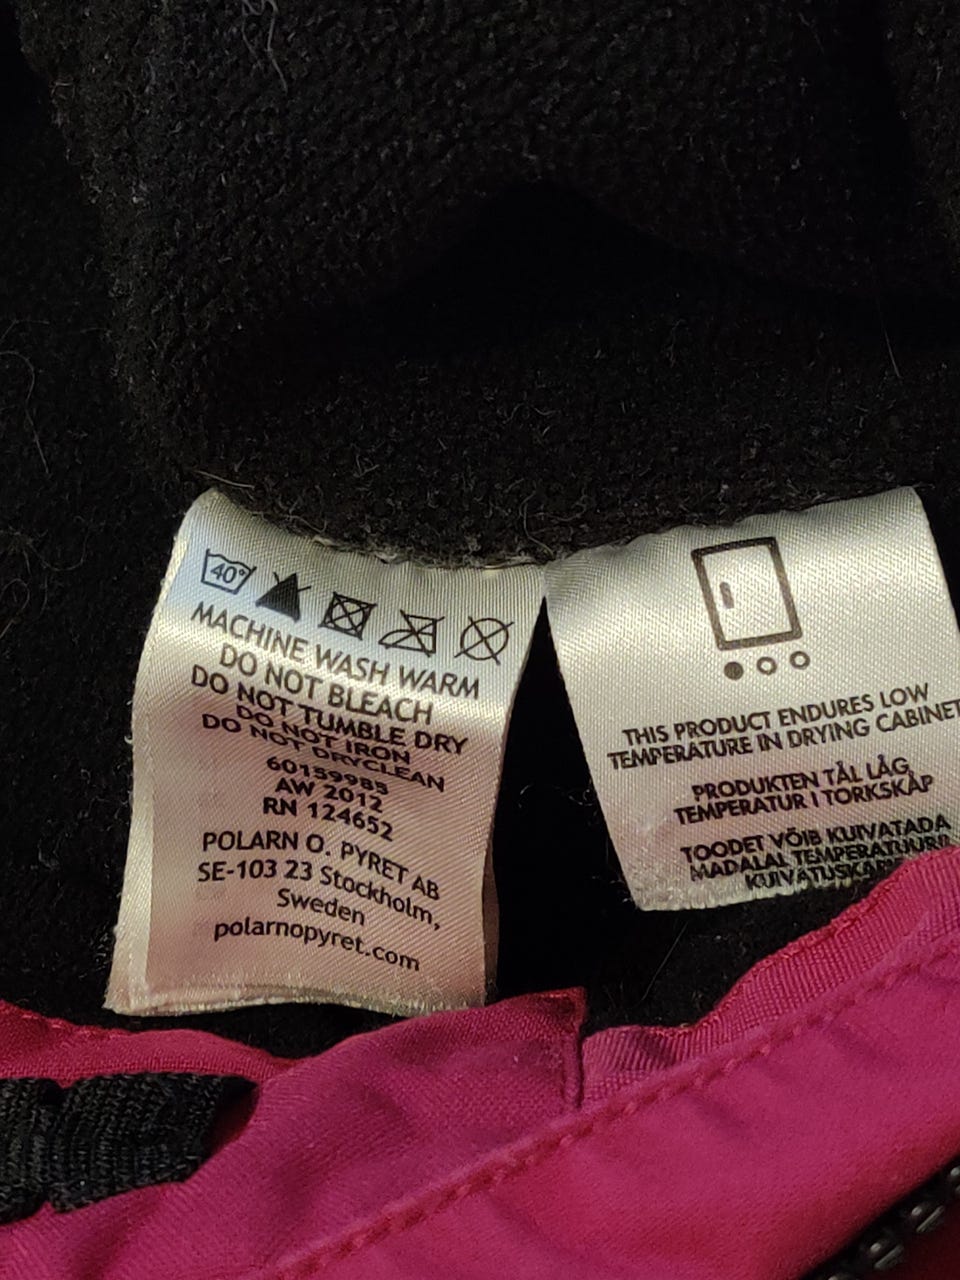 40°
MACHINE WASH WARM
DO NOT BLEACH
DO NOT TUMBLE DRY
DO NOT IRON
DO NOT DRYCLEAN
60159985
AW 2012
RN 124652
POLARN O. PYRET AB
SE-103 23 Stockholm,
Sweden
polarnopyret.com
THIS PRODUCT ENDURES LOW
TEMPERATURE IN DRYING CABINET
PRODUKTEN TÅL LÅG
TEMPERATUR I TORKSKÅP
TOODET VÕIB KUIVATADA
MADALAL TEMPERATUURIL